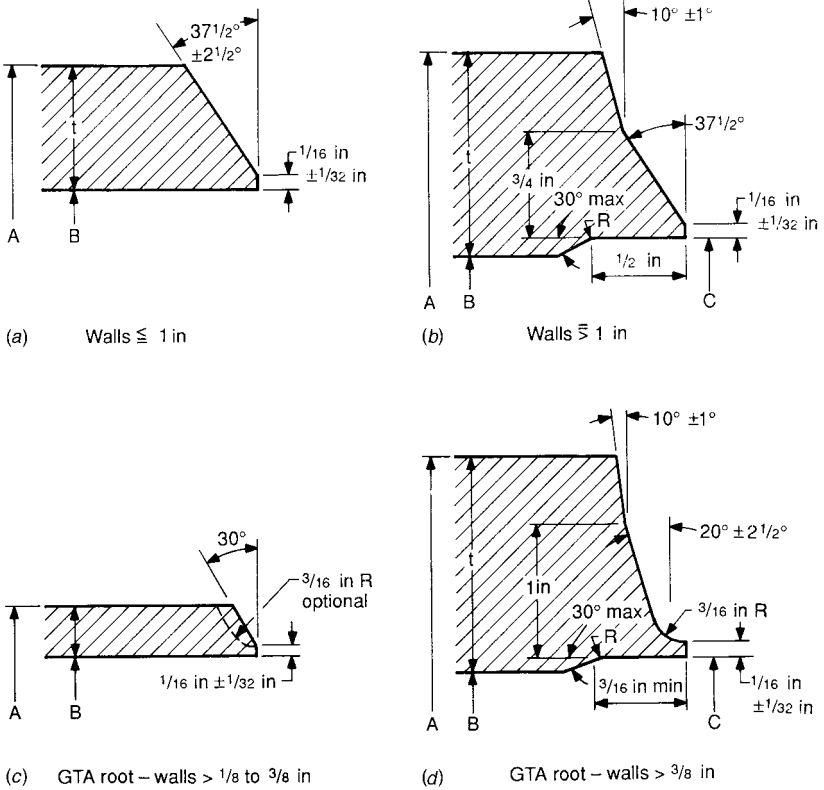 37 1/2°
±2 1/2°
t
1/16 in
±1/32 in
A
B
(a) Walls ≦ 1 in
10° ±1°
t
37 1/2°
3/4 in
30° max
R
1/16 in
±1/32 in
1/2 in
A
B
C
(b) Walls > 1 in
30°
3/16 in R
optional
1/16 in ±1/32 in
A
B
(c) GTA root – walls > 1/8 to 3/8 in
10° ±1°
t
20° ± 2 1/2°
1in
30° max
R
3/16 in R
3/16 in min
1/16 in
±1/32 in
A
B
C
(d) GTA root – walls > 3/8 in